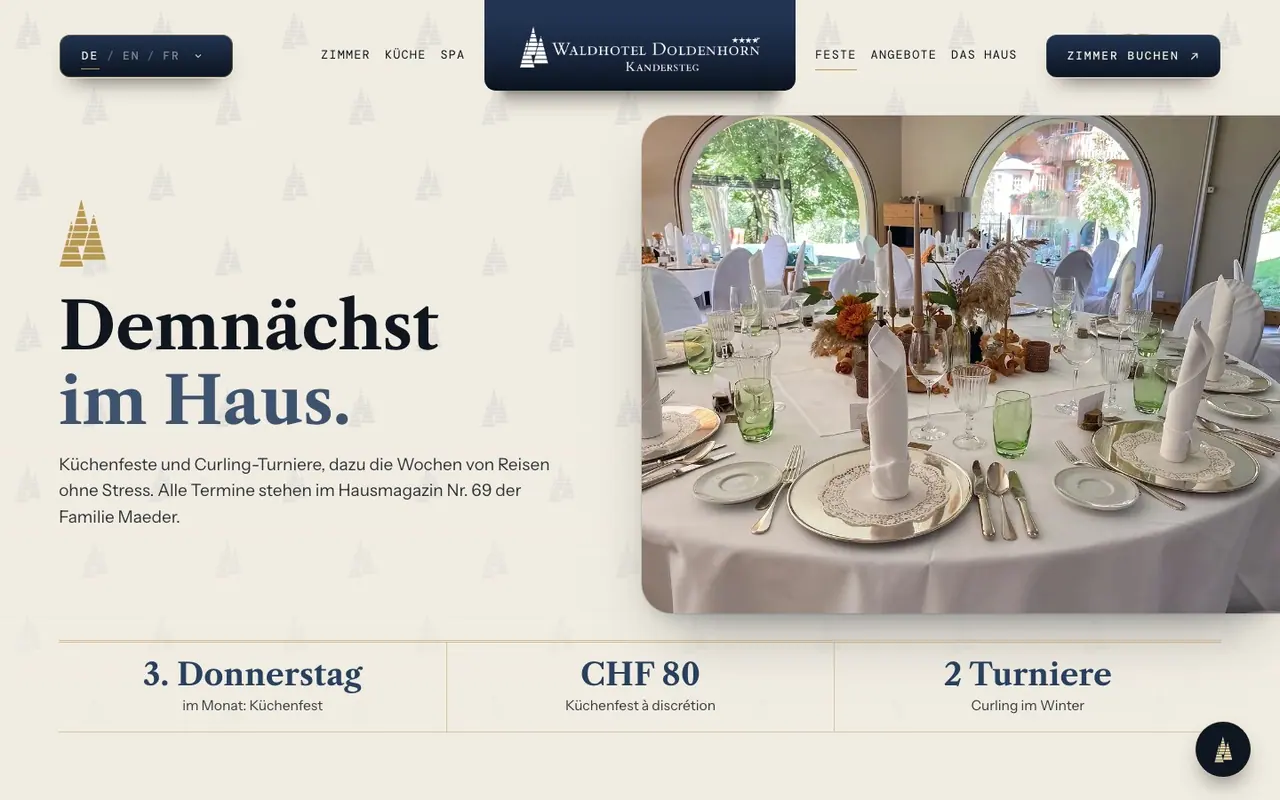 DE / EN / FR
ZIMMER KÜCHE SPA
WALDHOTEL DOLDENHORN
KANDERSTEG
FESTE ANGEBOTE DAS HAUS
ZIMMER BUCHEN ↗
Demnächst
im Haus.
Küchenfeste und Curling-Turniere, dazu die Wochen von Reisen
ohne Stress. Alle Termine stehen im Hausmagazin Nr. 69 der
Familie Maeder.
3. Donnerstag
im Monat: Küchenfest
CHF 80
Küchenfest à discrétion
2 Turniere
Curling im Winter